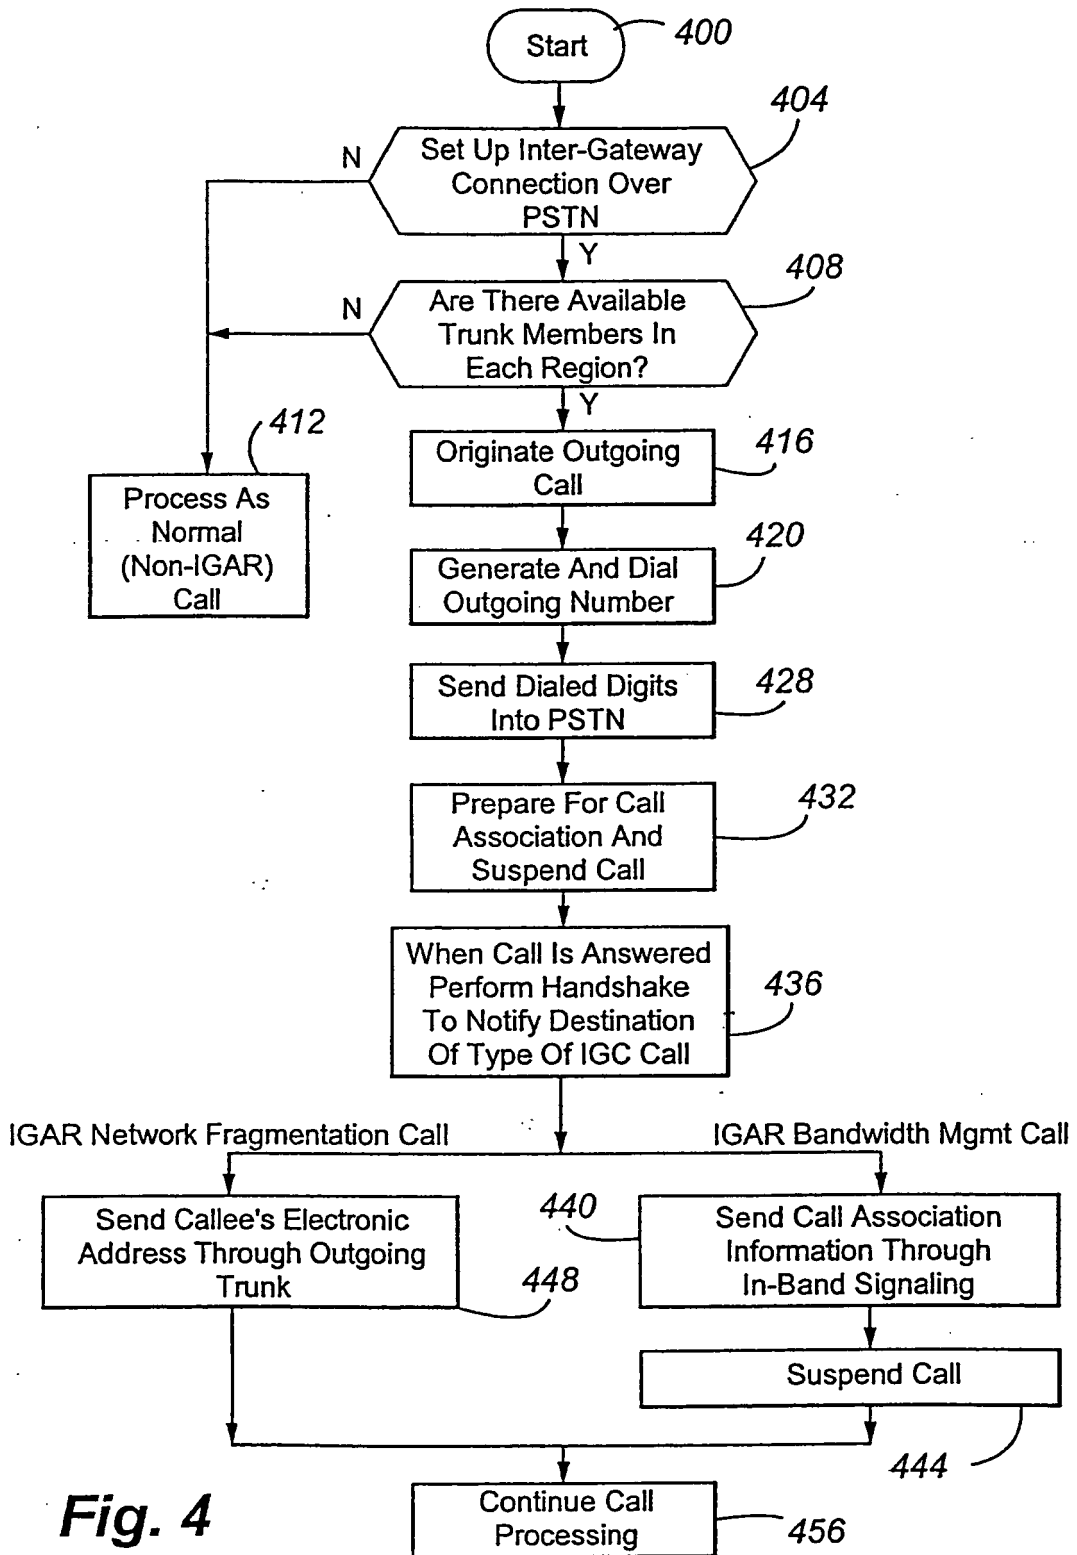 Start
400
404
Set Up Inter-Gateway
Connection Over
PSTN
N
Y
408
Are There Available
Trunk Members In
Each Region?
N
Y
412
Process As
Normal
(Non-IGAR)
Call
416
Originate Outgoing
Call
420
Generate And Dial
Outgoing Number
428
Send Dialed Digits
Into PSTN
432
Prepare For Call
Association And
Suspend Call
436
When Call Is Answered
Perform Handshake
To Notify Destination
Of Type Of IGC Call
IGAR Network Fragmentation Call
IGAR Bandwidth Mgmt Call
Send Callee's Electronic
Address Through Outgoing
Trunk
448
440
Send Call Association
Information Through
In-Band Signaling
Suspend Call
444
Continue Call
Processing
456
Fig. 4